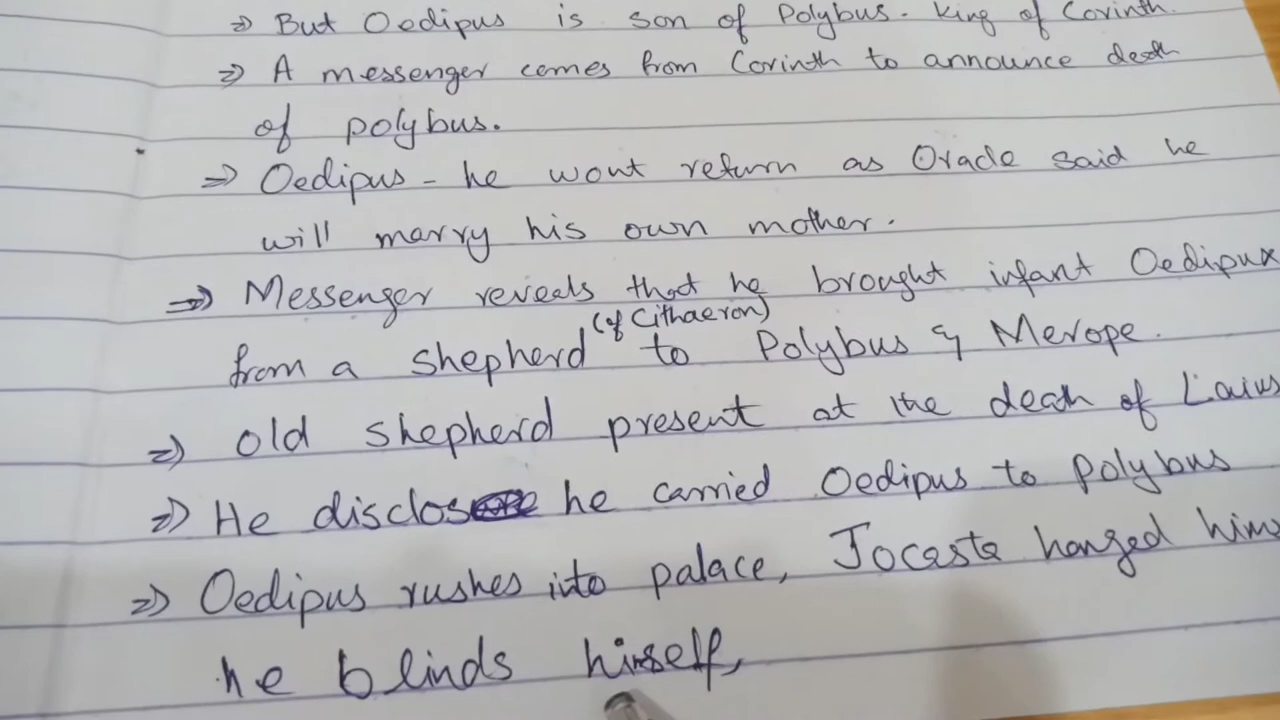 ⇒ But Oedipus is son of Polybus. King of Corinth.
⇒ A messenger comes from Corinth to announce death
of polybus.
⇒ Oedipus - he wont return as Oracle said he
will marry his own mother.
⇒ Messenger reveals that he brought infant Oedipux
(of Cithaeron)
from a shepherd to Polybus & Merope.
⇒ Old shepherd present at the death of Laius
⇒ He disclose he carried Oedipus to Polybus
⇒ Oedipus rushes into palace, Jocasta hanged hims
he blinds himself,